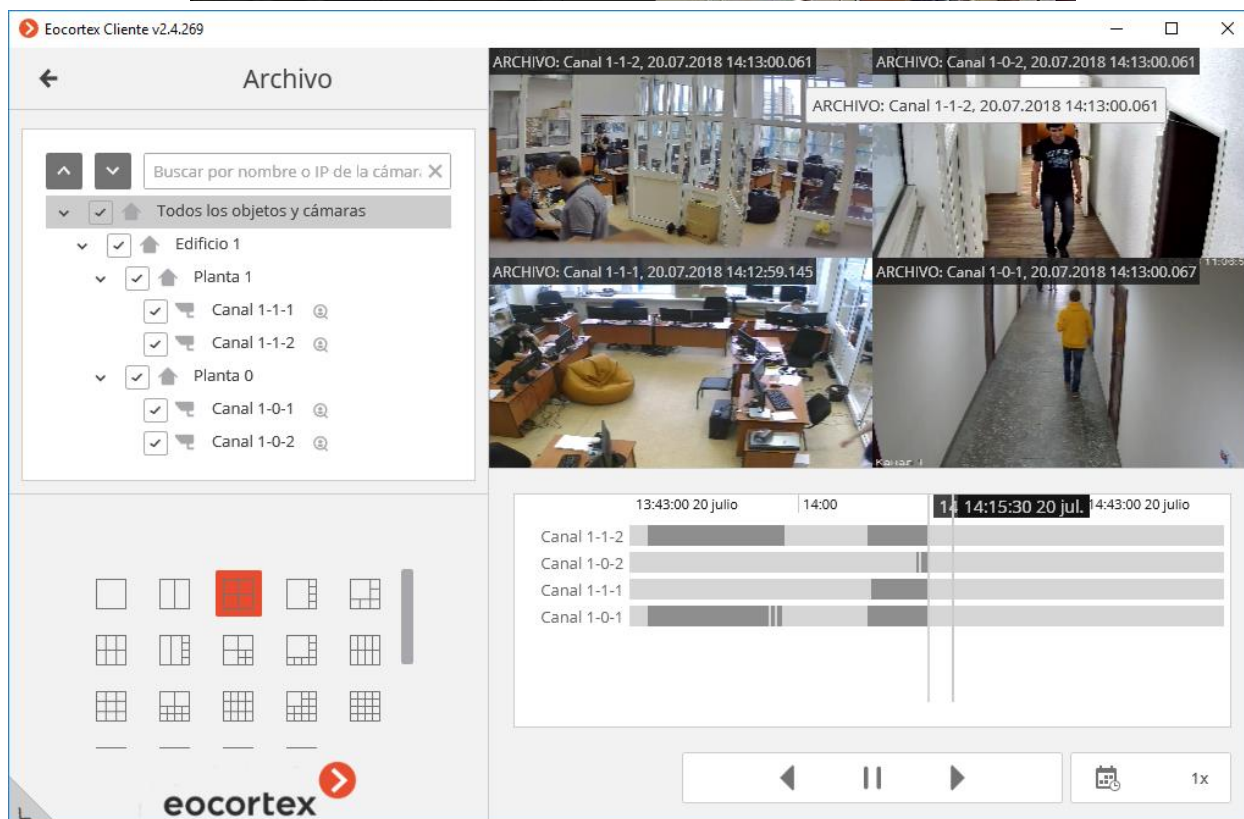 Eocortex Cliente v2.4.269
Archivo
Buscar por nombre o IP de la cámar
Todos los objetos y cámaras
Edificio 1
Planta 1
Canal 1-1-1
Canal 1-1-2
Planta 0
Canal 1-0-1
Canal 1-0-2
eocortex
ARCHIVO: Canal 1-1-2, 20.07.2018 14:13:00.061
ARCHIVO: Canal 1-0-2, 20.07.2018 14:13:00.061
ARCHIVO: Canal 1-1-2, 20.07.2018 14:13:00.061
ARCHIVO: Canal 1-1-1, 20.07.2018 14:12:59.145
ARCHIVO: Canal 1-0-1, 20.07.2018 14:13:00.067
Канал 1
13:43:00 20 julio 14:00 14 14:15:30 20 jul. 14:43:00 20 julio
Canal 1-1-2
Canal 1-0-2
Canal 1-1-1
Canal 1-0-1
1x